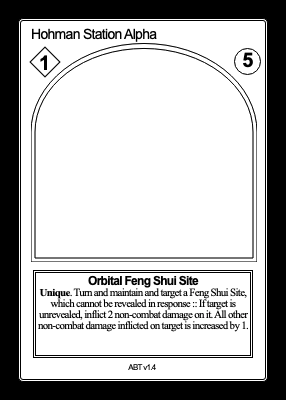 Hohman Station Alpha
1
5
Orbital Feng Shui Site
Unique. Turn and maintain and target a Feng Shui Site,
which cannot be revealed in response :: If target is
unrevealed, inflict 2 non-combat damage on it. All other
non-combat damage inflicted on target is increased by 1.
ABT v1.4